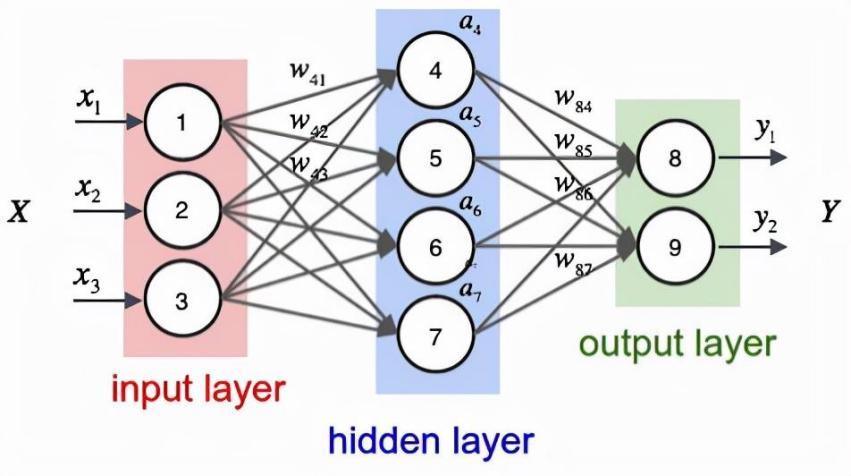 X
x₁
x₂
x₃
1
2
3
input layer
w₄₁
w₄₂
w₄₃
a₄
4
a₅
5
a₆
6
a₇
7
hidden layer
w₈₄
w₈₅
w₈₆
w₈₇
8
9
output layer
y₁
y₂
Y